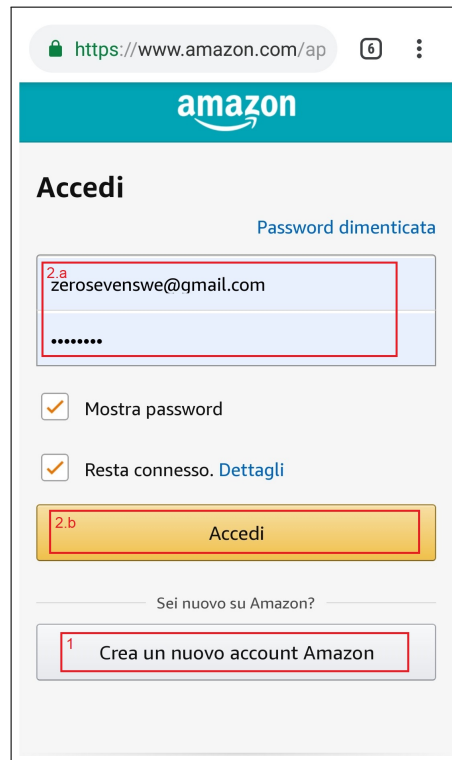 https://www.amazon.com/ap 6
amazon
Accedi
Password dimenticata
2.a
zerosevenswe@gmail.com
••••••••
Mostra password
Resta connesso. Dettagli
2.b
Accedi
Sei nuovo su Amazon?
1
Crea un nuovo account Amazon